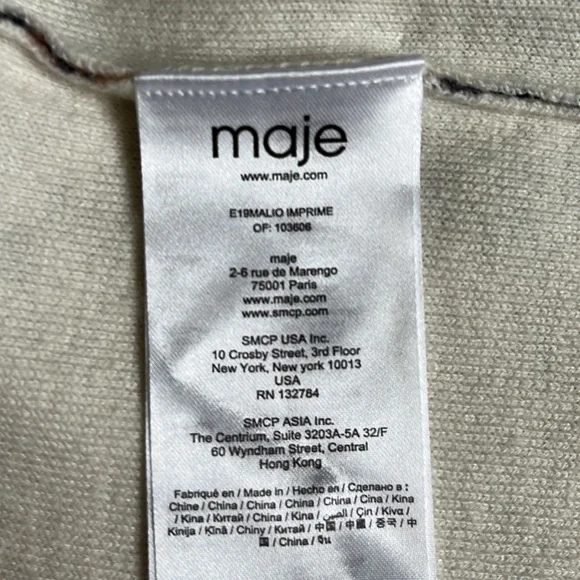 maje
www.maje.com
E19MALIO IMPRIME
OF: 103606
maje
2-6 rue de Marengo
75001 Paris
www.maje.com
www.smcp.com
SMCP USA Inc.
10 Crosby Street, 3rd Floor
New York, New york 10013
USA
RN 132784
SMCP ASIA Inc.
The Centrium, Suite 3203A-5A 32/F
60 Wyndham Street, Central
Hong Kong
Fabriqué en / Made in / Hecho en / Сделано в :
Chine / China / China / China / China / Cina / Kina
/ Kina / Китай / China / Kina / الصين / Çin / Kıva /
Kinija / Ķīnā / Chiny / Китай / 中国 / 中國 / 중국 / 中
国 / China / จีน